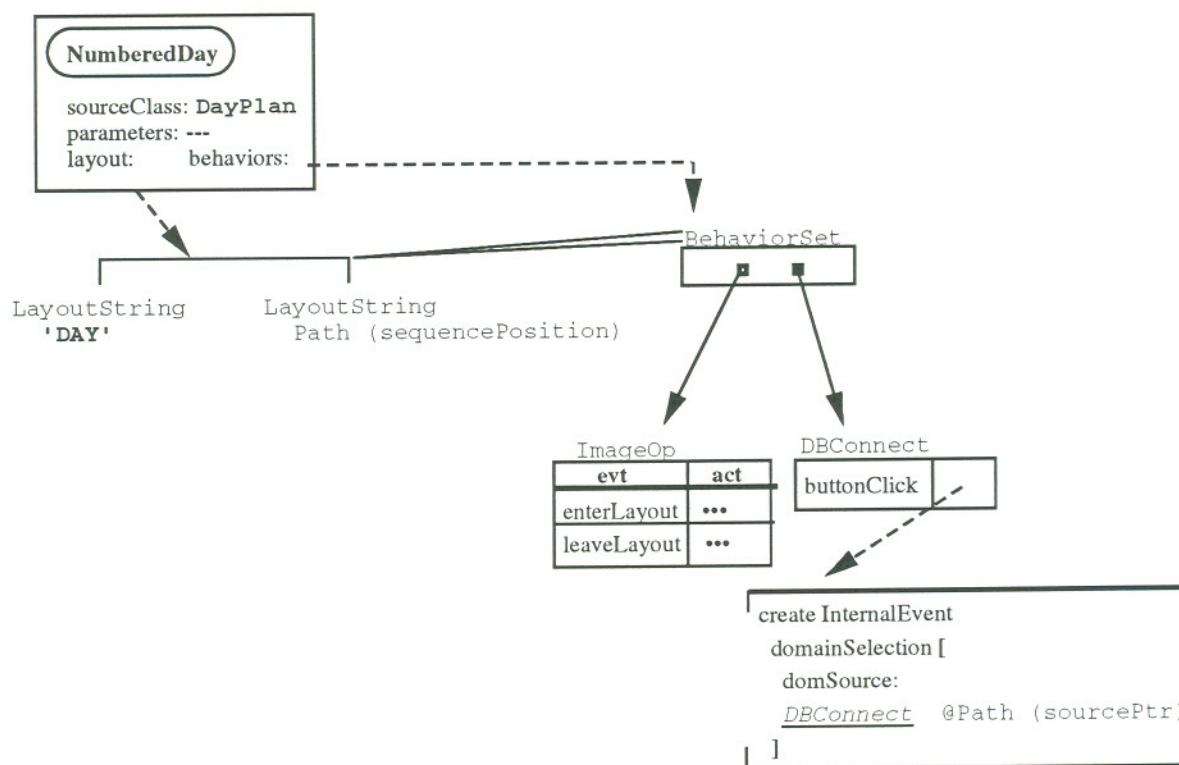 NumberedDay
sourceClass: DayPlan
parameters: ---
layout: behaviors:
BehaviorSet
LayoutString
'DAY'
LayoutString
Path (sequencePosition)
ImageOp
evt act
enterLayout •••
leaveLayout •••
DBConnect
buttonClick
create InternalEvent
domainSelection [
domSource:
DBConnect @Path (sourcePtr)
]